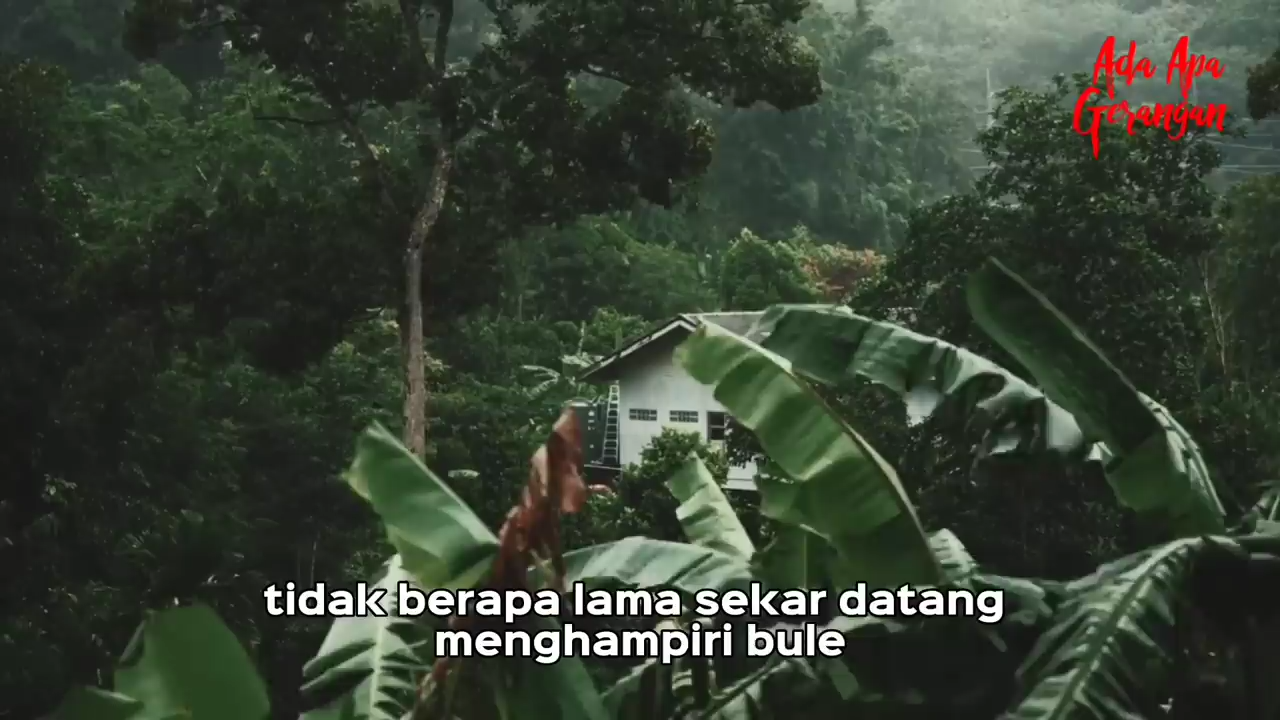 Ada Apa
Gerangan
tidak berapa lama sekar datang
menghampiri bule